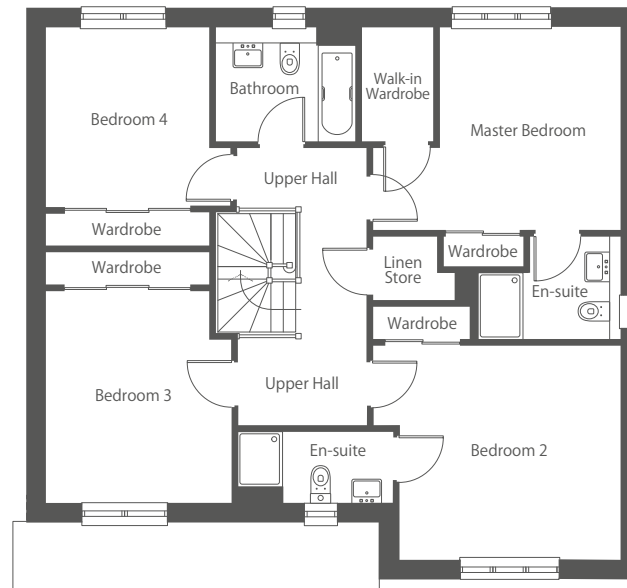 Bathroom
Walk-in
Wardrobe
Bedroom 4
Master Bedroom
Upper Hall
Wardrobe
Wardrobe
Wardrobe
Linen
Store
En-suite
Wardrobe
Bedroom 3
Upper Hall
En-suite
Bedroom 2